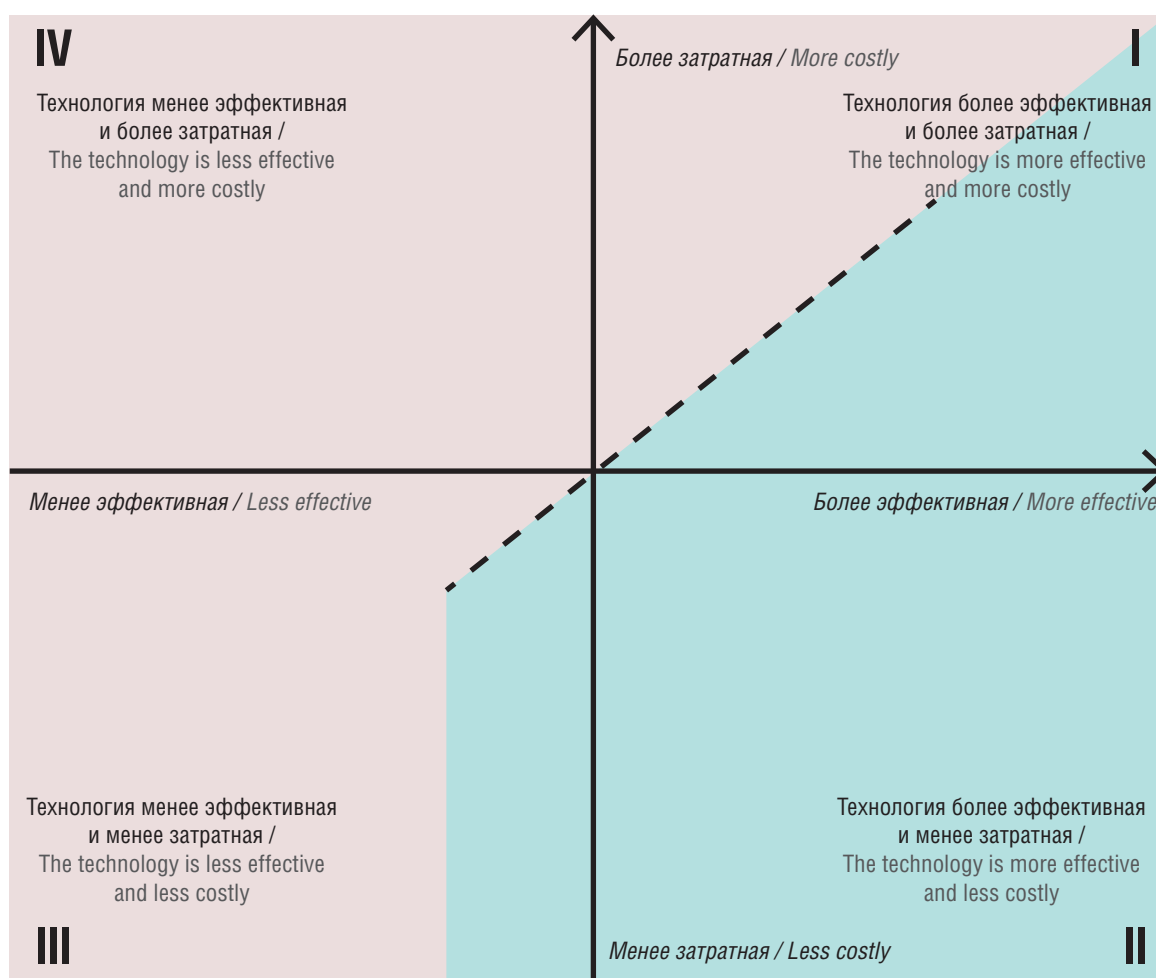 IV
Технология менее эффективная
и более затратная /
The technology is less effective
and more costly
Более затратная / More costly
I
Технология более эффективная
и более затратная /
The technology is more effective
and more costly
Менее эффективная / Less effective
Более эффективная / More effective
Технология менее эффективная
и менее затратная /
The technology is less effective
and less costly
III
Технология более эффективная
и менее затратная /
The technology is more effective
and less costly
Менее затратная / Less costly
II